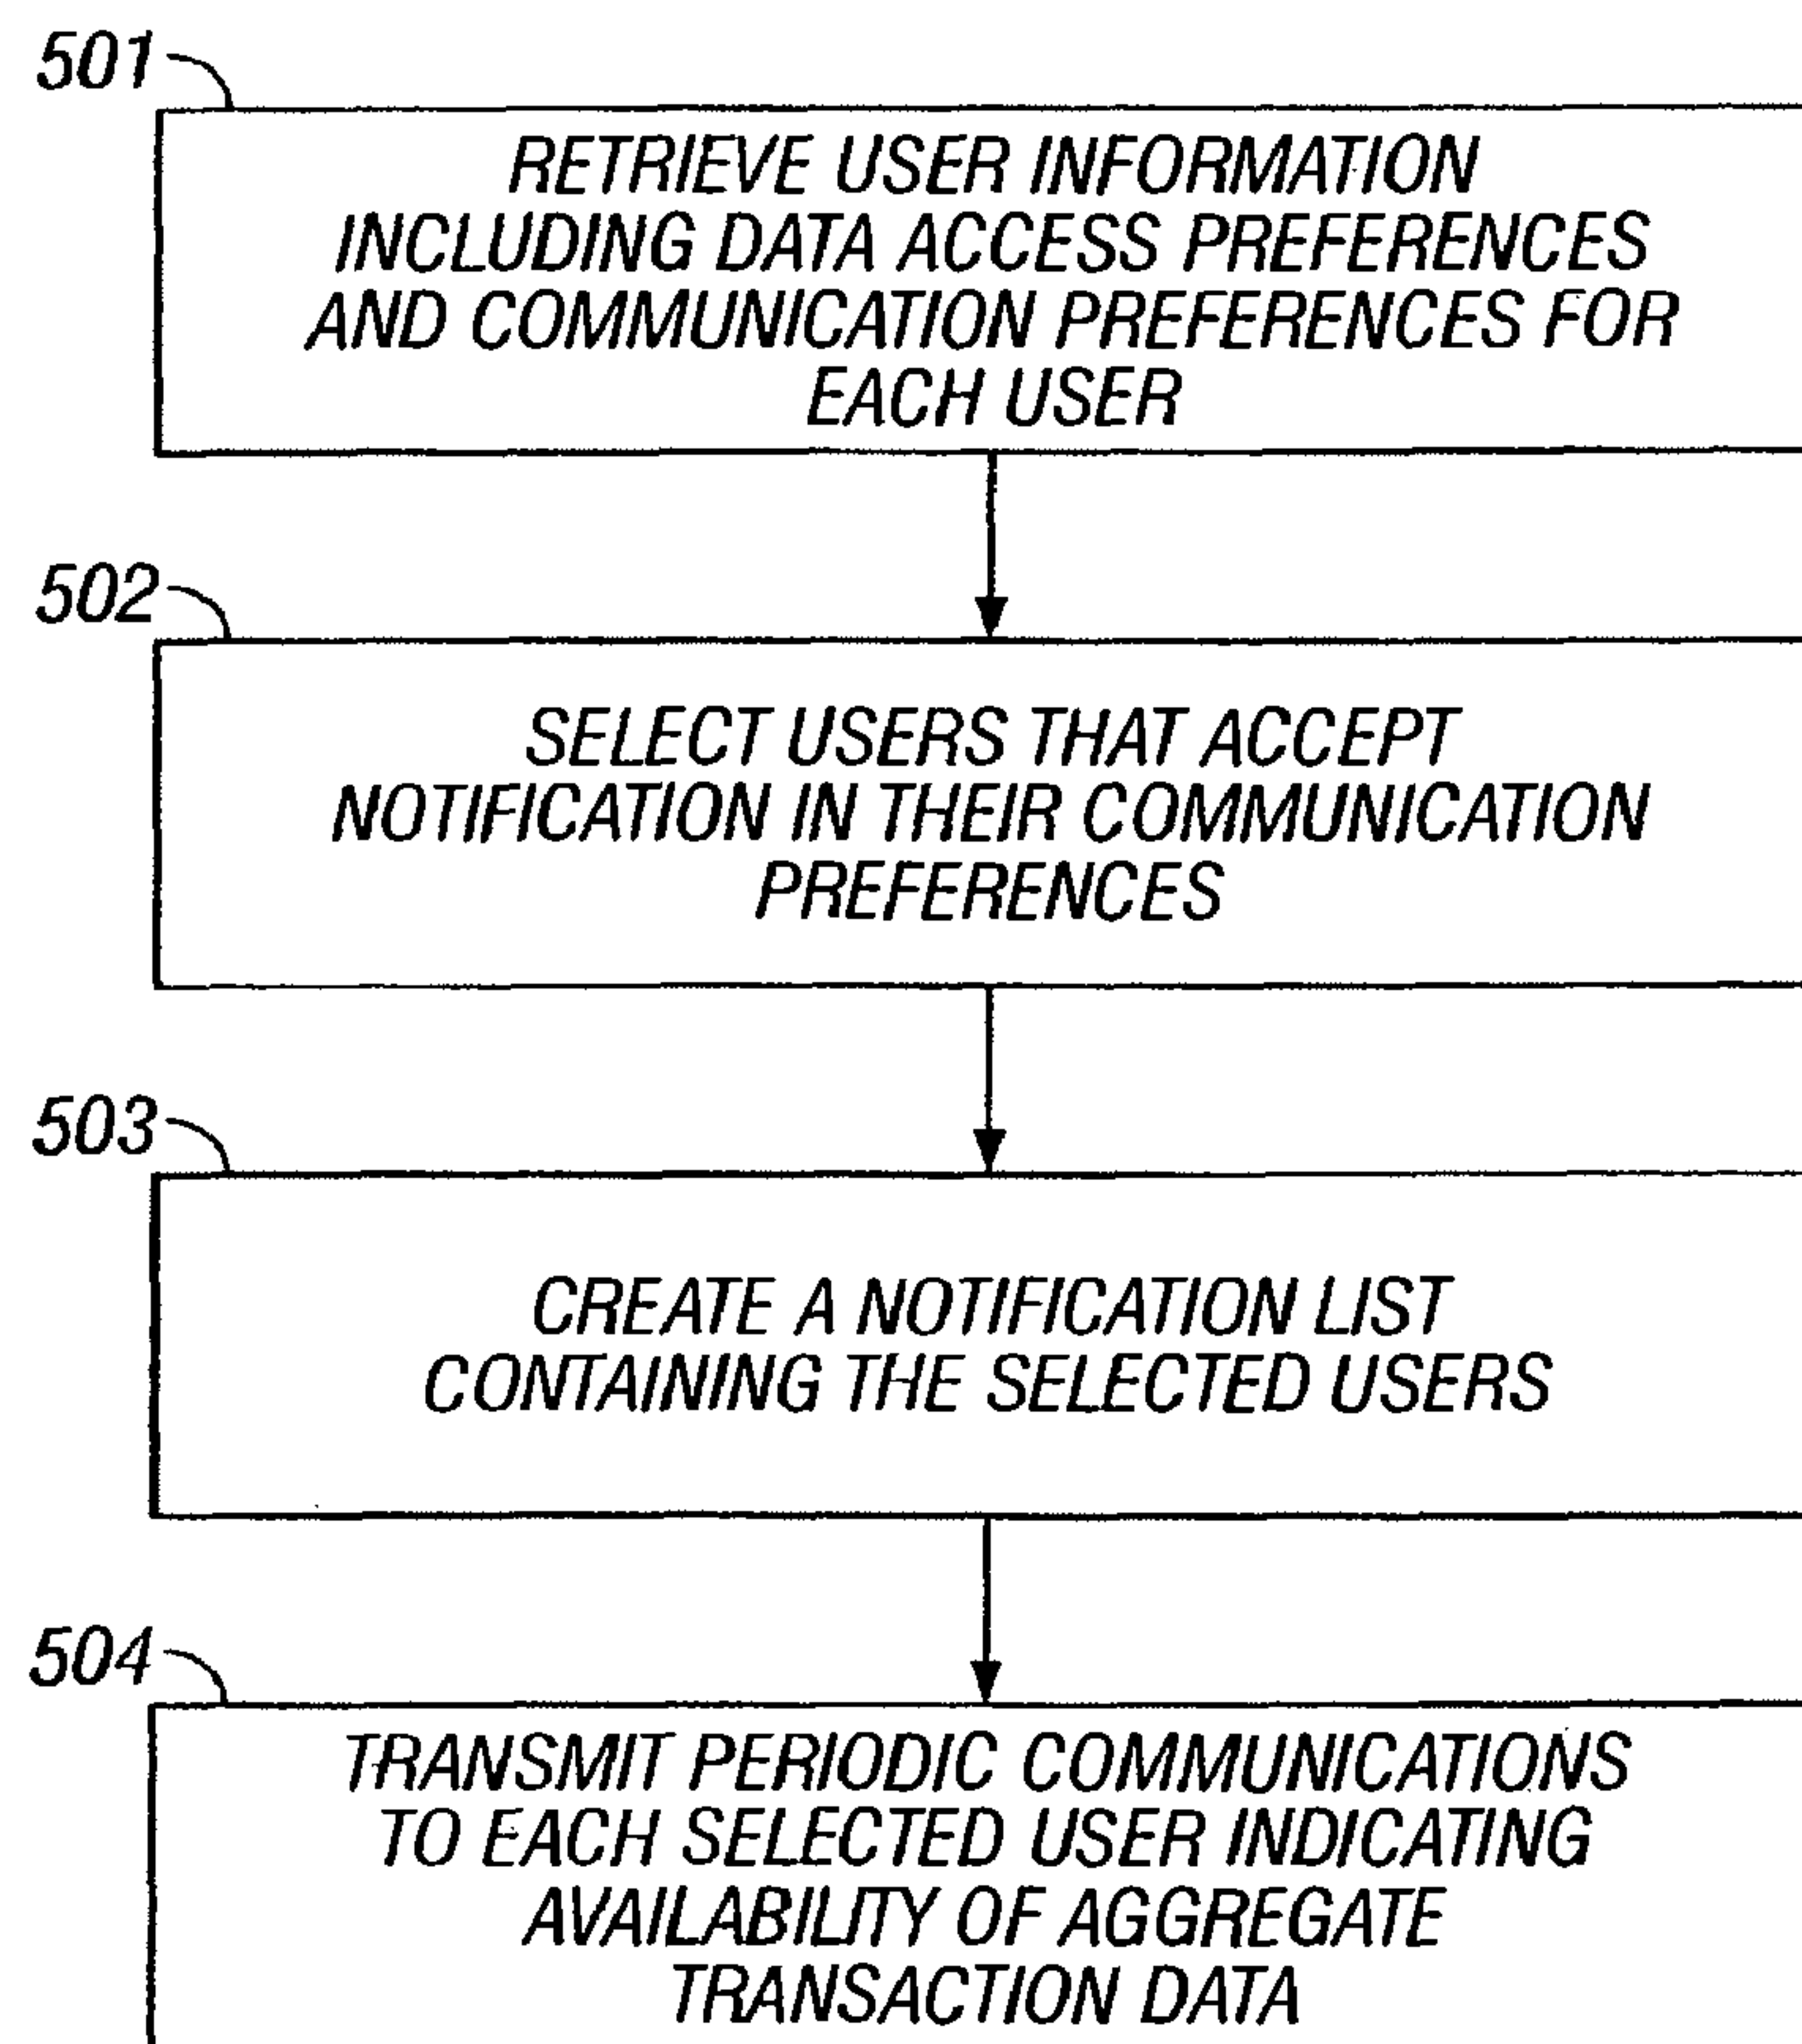 501
RETRIEVE USER INFORMATION
INCLUDING DATA ACCESS PREFERENCES
AND COMMUNICATION PREFERENCES FOR
EACH USER
502
SELECT USERS THAT ACCEPT
NOTIFICATION IN THEIR COMMUNICATION
PREFERENCES
503
CREATE A NOTIFICATION LIST
CONTAINING THE SELECTED USERS
504
TRANSMIT PERIODIC COMMUNICATIONS
TO EACH SELECTED USER INDICATING
AVAILABILITY OF AGGREGATE
TRANSACTION DATA